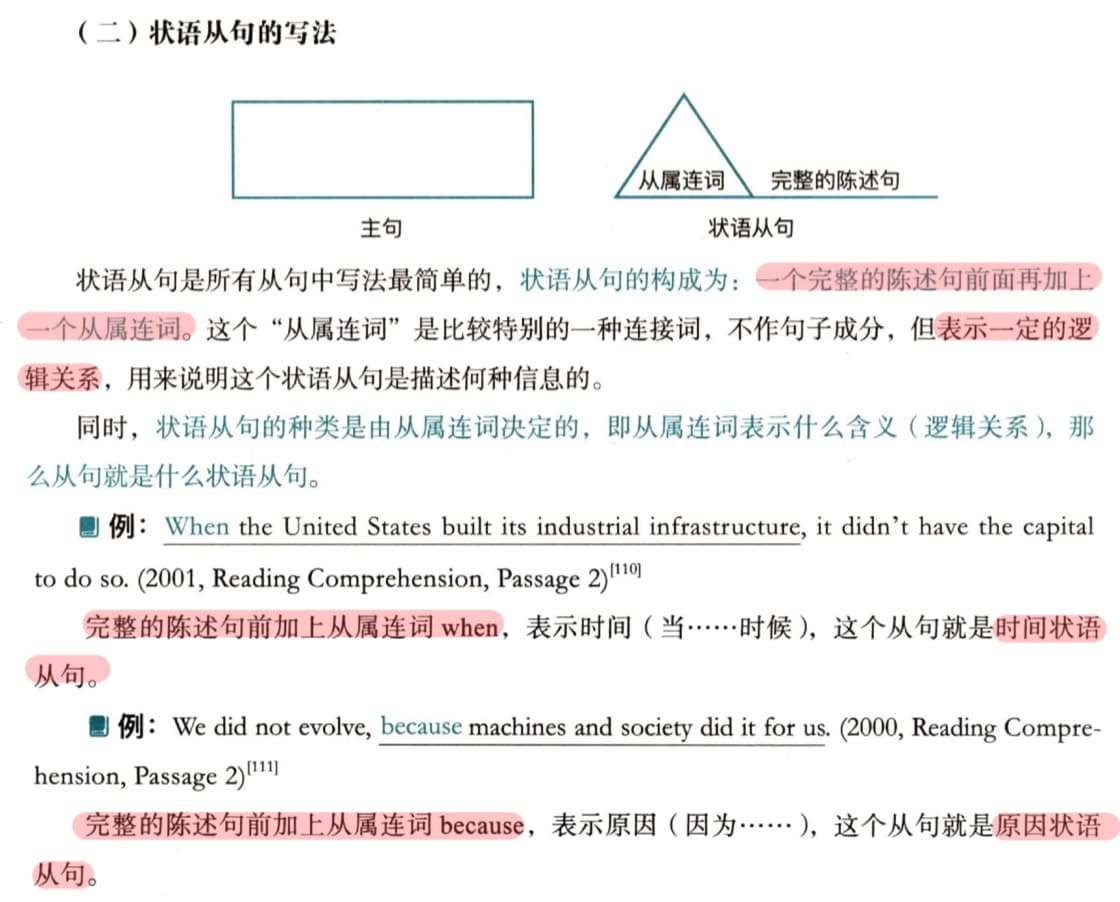 （二）状语从句的写法
从属连词 完整的陈述句
主句 状语从句
状语从句是所有从句中写法最简单的，状语从句的构成为：一个完整的陈述句前面再加上
一个从属连词。这个“从属连词”是比较特别的一种连接词，不作句子成分，但表示一定的逻
辑关系，用来说明这个状语从句是描述何种信息的。
同时，状语从句的种类是由从属连词决定的，即从属连词表示什么含义（逻辑关系），那
么从句就是什么状语从句。
例：When the United States built its industrial infrastructure, it didn’t have the capital
to do so. (2001, Reading Comprehension, Passage 2)[110]
完整的陈述句前加上从属连词 when，表示时间（当……时候），这个从句就是时间状语
从句。
例：We did not evolve, because machines and society did it for us. (2000, Reading Compre-
hension, Passage 2)[111]
完整的陈述句前加上从属连词 because，表示原因（因为……），这个从句就是原因状语
从句。